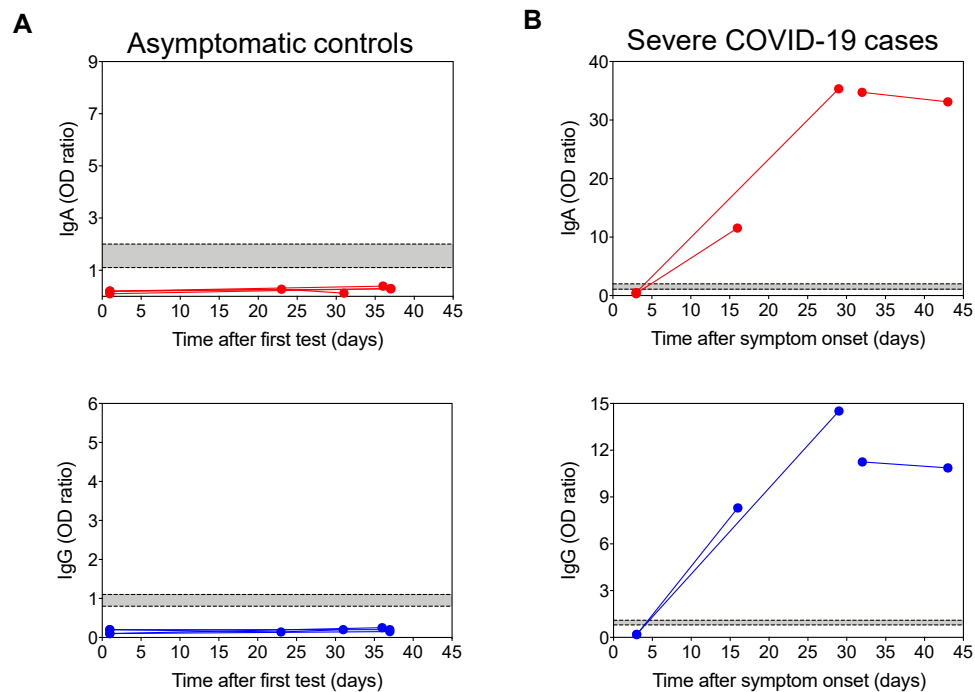 A
B
Asymptomatic controls
Severe COVID-19 cases
9
7
5
3
1
IgA (OD ratio)
0 5 10 15 20 25 30 35 40 45
Time after first test (days)
40
30
20
10
0
IgA (OD ratio)
0 5 10 15 20 25 30 35 40 45
Time after symptom onset (days)
6
5
4
3
2
1
0
IgG (OD ratio)
0 5 10 15 20 25 30 35 40 45
Time after first test (days)
15
12
9
6
3
0
IgG (OD ratio)
0 5 10 15 20 25 30 35 40 45
Time after symptom onset (days)